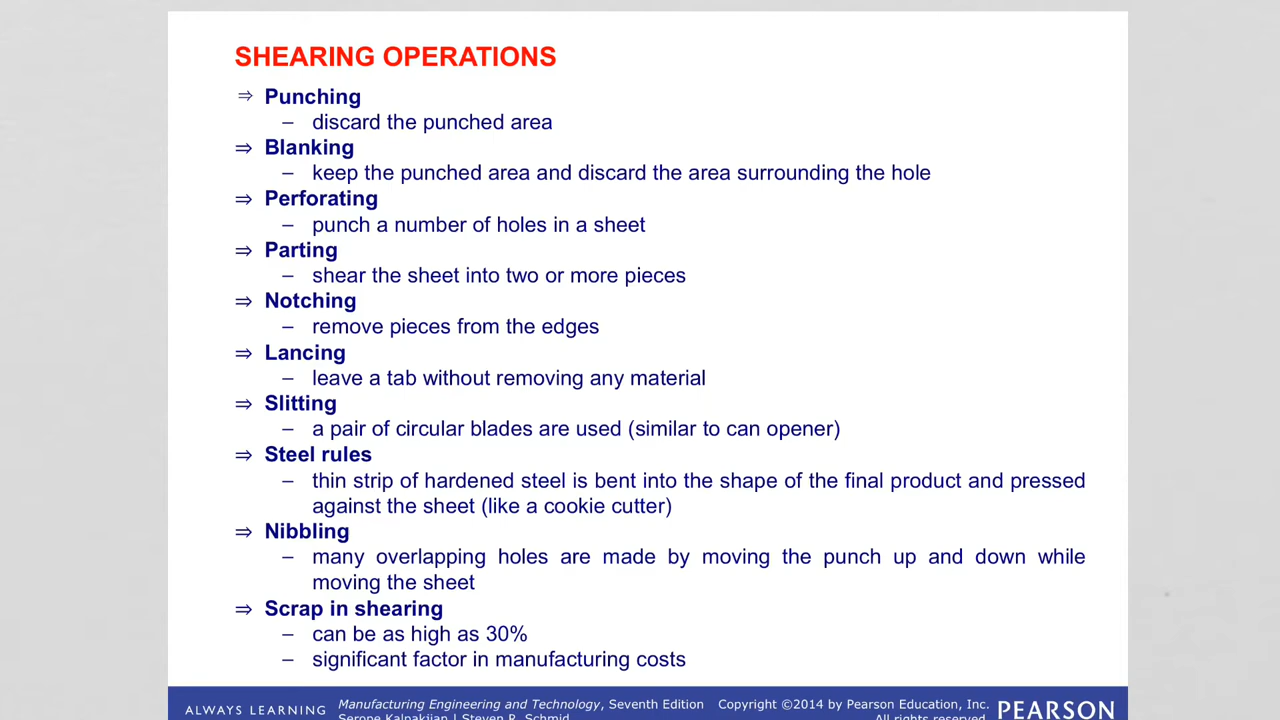 SHEARING OPERATIONS
⇒ Punching
– discard the punched area
⇒ Blanking
– keep the punched area and discard the area surrounding the hole
⇒ Perforating
– punch a number of holes in a sheet
⇒ Parting
– shear the sheet into two or more pieces
⇒ Notching
– remove pieces from the edges
⇒ Lancing
– leave a tab without removing any material
⇒ Slitting
– a pair of circular blades are used (similar to can opener)
⇒ Steel rules
– thin strip of hardened steel is bent into the shape of the final product and pressed
against the sheet (like a cookie cutter)
⇒ Nibbling
– many overlapping holes are made by moving the punch up and down while
moving the sheet
⇒ Scrap in shearing
– can be as high as 30%
– significant factor in manufacturing costs
ALWAYS LEARNING
Manufacturing Engineering and Technology, Seventh Edition
Serope Kalpakjian | Steven R. Schmid
Copyright ©2014 by Pearson Education, Inc.
All rights reserved.
PEARSON